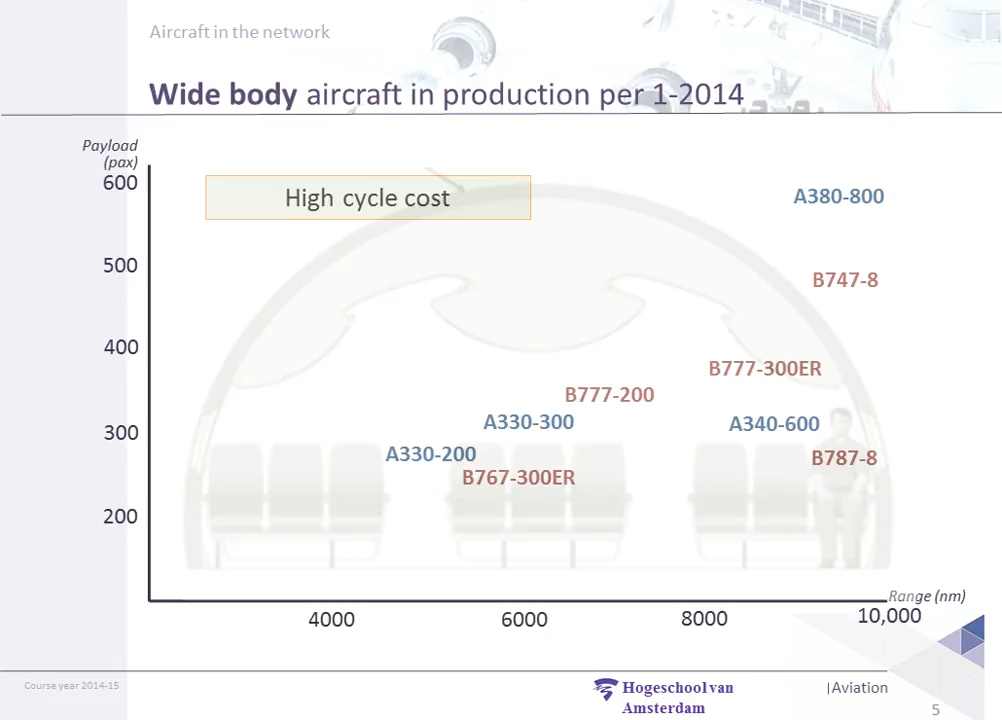 Aircraft in the network
Wide body aircraft in production per 1-2014
Payload
(pax)
600
High cycle cost
A380-800
500
B747-8
400
B777-300ER
B777-200
A330-300
A340-600
300
A330-200
B787-8
B767-300ER
200
Range (nm)
4000
6000
8000
10,000
Course year 2014-15
Hogeschool van
Amsterdam
|Aviation
5